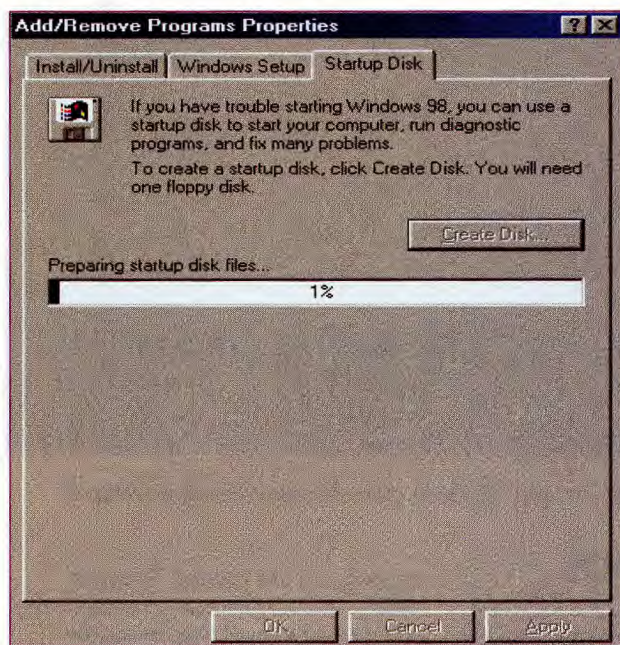 Add/Remove Programs Properties
Install/Uninstall
Windows Setup
Startup Disk
If you have trouble starting Windows 98, you can use a
startup disk to start your computer, run diagnostic
programs, and fix many problems.
To create a startup disk, click Create Disk. You will need
one floppy disk.
Create Disk...
Preparing startup disk files...
1%
OK
Cancel
Apply